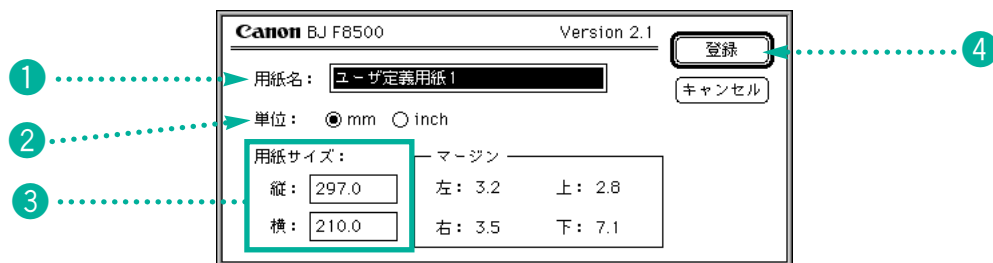 Canon BJ F8500 Version 2.1
登録
キャンセル
1
用紙名： ユーザ定義用紙1
2
単位： mm inch
3
用紙サイズ：
縦： 297.0
横： 210.0
マージン
左： 3.2 上： 2.8
右： 3.5 下： 7.1
4